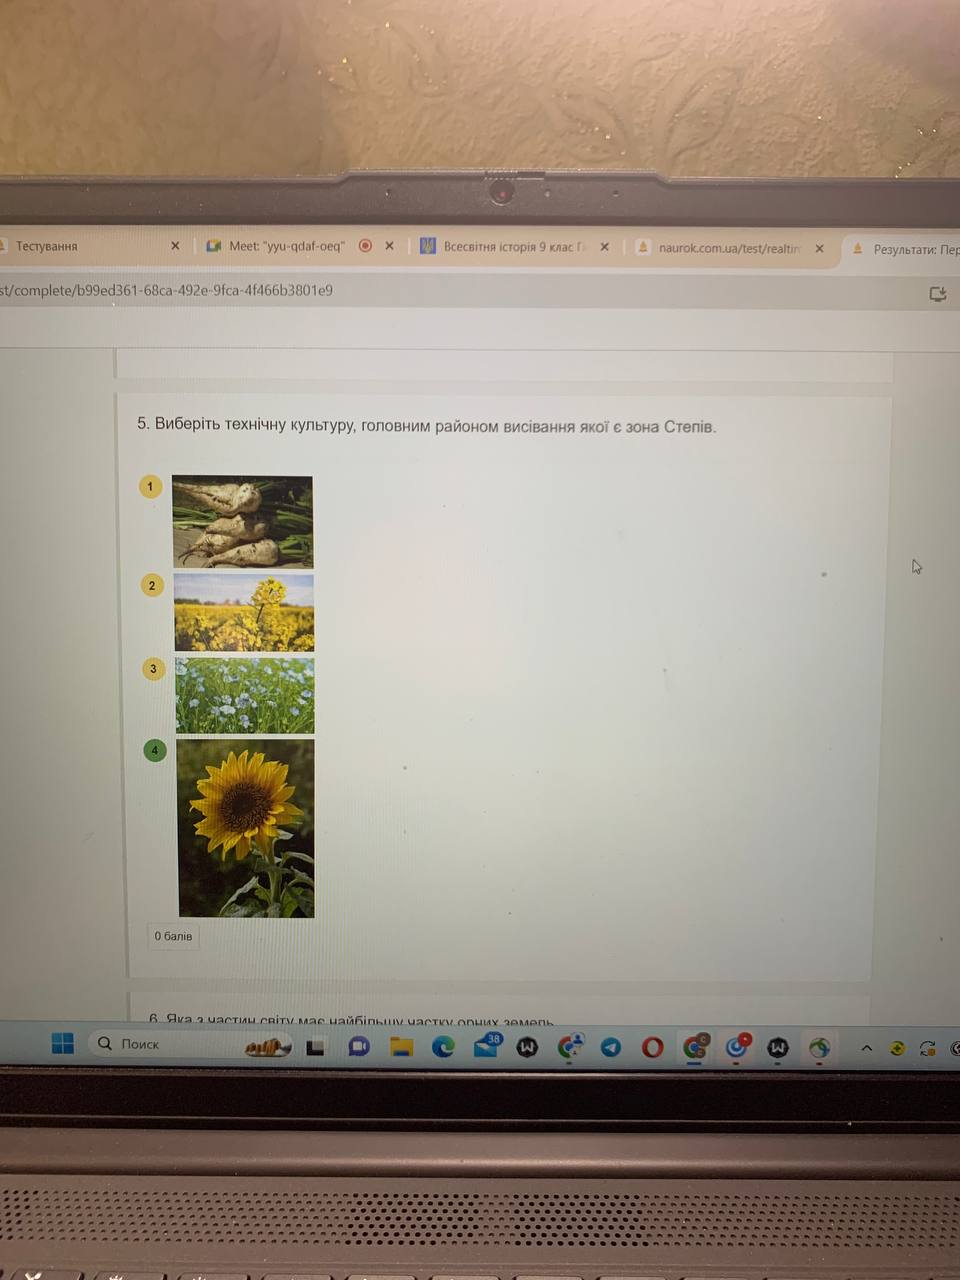 Тестування
Meet: "yyu-qdaf-oeq"
Всесвітня історія 9 клас Г
naurok.com.ua/test/realtim
Результати: Пер
st/complete/b99ed361-68ca-492e-9fca-4f466b3801e9
5. Виберіть технічну культуру, головним районом висівання якої є зона Степів.
1
2
3
4
0 балів
6. Яка з частин світу має найбільшу частку орних земель
Поиск
38